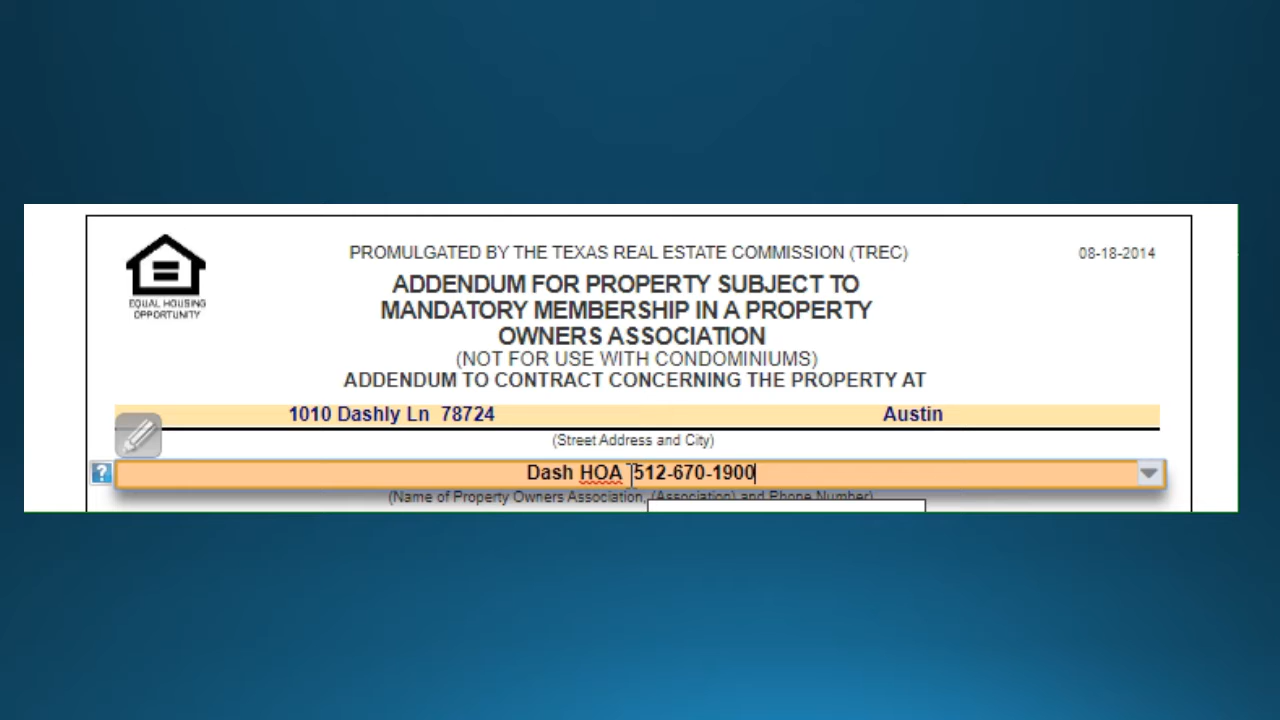 PROMULGATED BY THE TEXAS REAL ESTATE COMMISSION (TREC)
08-18-2014
EQUAL HOUSING
OPPORTUNITY
ADDENDUM FOR PROPERTY SUBJECT TO
MANDATORY MEMBERSHIP IN A PROPERTY
OWNERS ASSOCIATION
(NOT FOR USE WITH CONDOMINIUMS)
ADDENDUM TO CONTRACT CONCERNING THE PROPERTY AT
1010 Dashly Ln 78724 Austin
(Street Address and City)
? Dash HOA 512-670-1900
(Name of Property Owners Association, (Association) and Phone Number)